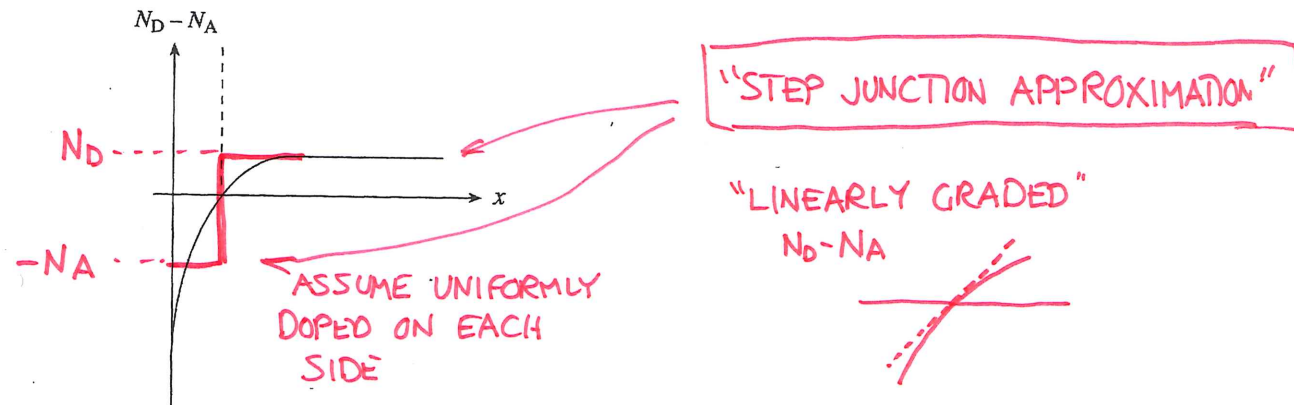 N_D – N_A
"STEP JUNCTION APPROXIMATION"
N_D
x
"LINEARLY GRADED"
N_D-N_A
-N_A
ASSUME UNIFORMLY
DOPED ON EACH
SIDE